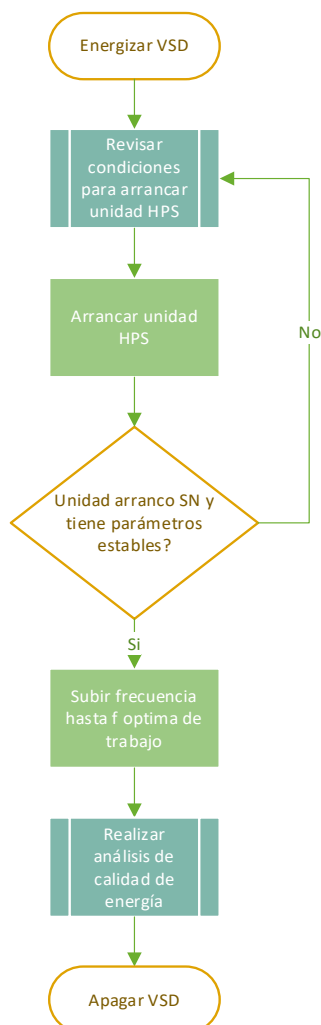 Energizar VSD
Revisar
condiciones
para arrancar
unidad HPS
Arrancar unidad
HPS
No
Unidad arranco SN y
tiene parámetros
estables?
Si
Subir frecuencia
hasta f optima de
trabajo
Realizar
análisis de
calidad de
energía
Apagar VSD